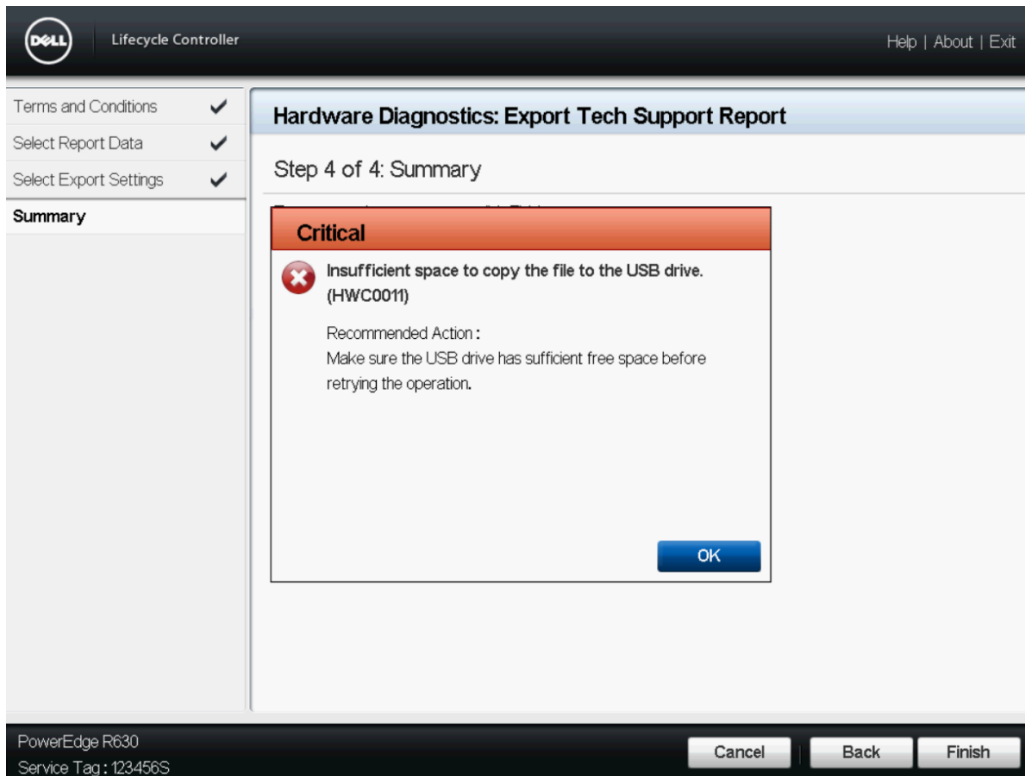 DELL
Lifecycle Controller
Help | About | Exit
Terms and Conditions
Select Report Data
Select Export Settings
Summary
Hardware Diagnostics: Export Tech Support Report
Step 4 of 4: Summary
Critical
Insufficient space to copy the file to the USB drive.
(HWC0011)
Recommended Action :
Make sure the USB drive has sufficient free space before
retrying the operation.
OK
PowerEdge R630
Service Tag : 123456S
Cancel
Back
Finish